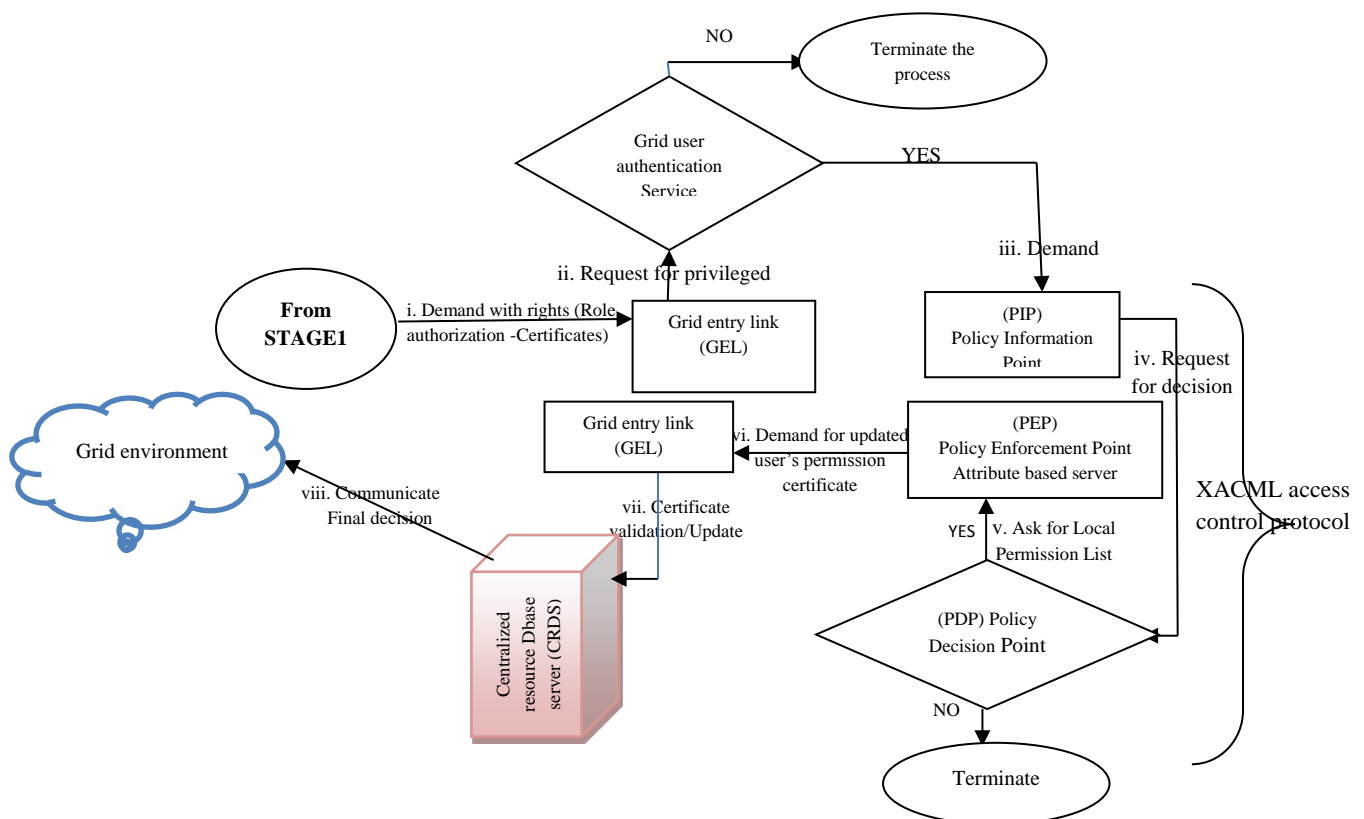 NO
Terminate the
process
Grid user
authentication
Service
YES
iii. Demand
ii. Request for privileged
From
STAGE1
i. Demand with rights (Role
authorization -Certificates)
Grid entry link
(GEL)
(PIP)
Policy Information
Point
iv. Request
for decision
Grid environment
Grid entry link
(GEL)
vi. Demand for updated
user's permission
certificate
(PEP)
Policy Enforcement Point
Attribute based server
XACML access
control protocol
viii. Communicate
Final decision
vii. Certificate
validation/Update
YES
v. Ask for Local
Permission List
Centralized
resource Dbase
server (CRDS)
(PDP) Policy
Decision Point
NO
Terminate